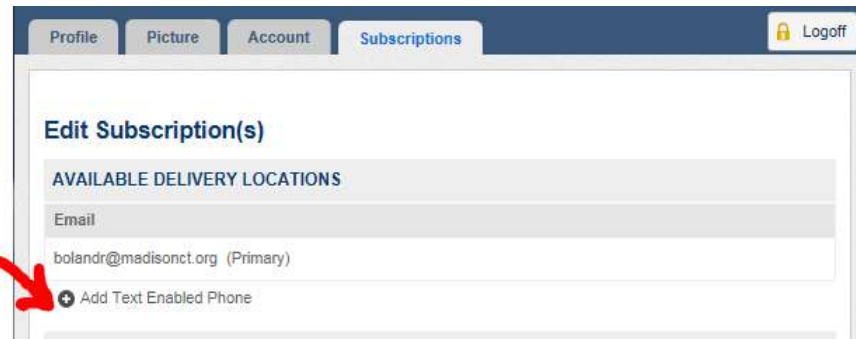 Profile Picture Account Subscriptions Logoff
Edit Subscription(s)
AVAILABLE DELIVERY LOCATIONS
Email
bolandr@madisonct.org (Primary)
Add Text Enabled Phone